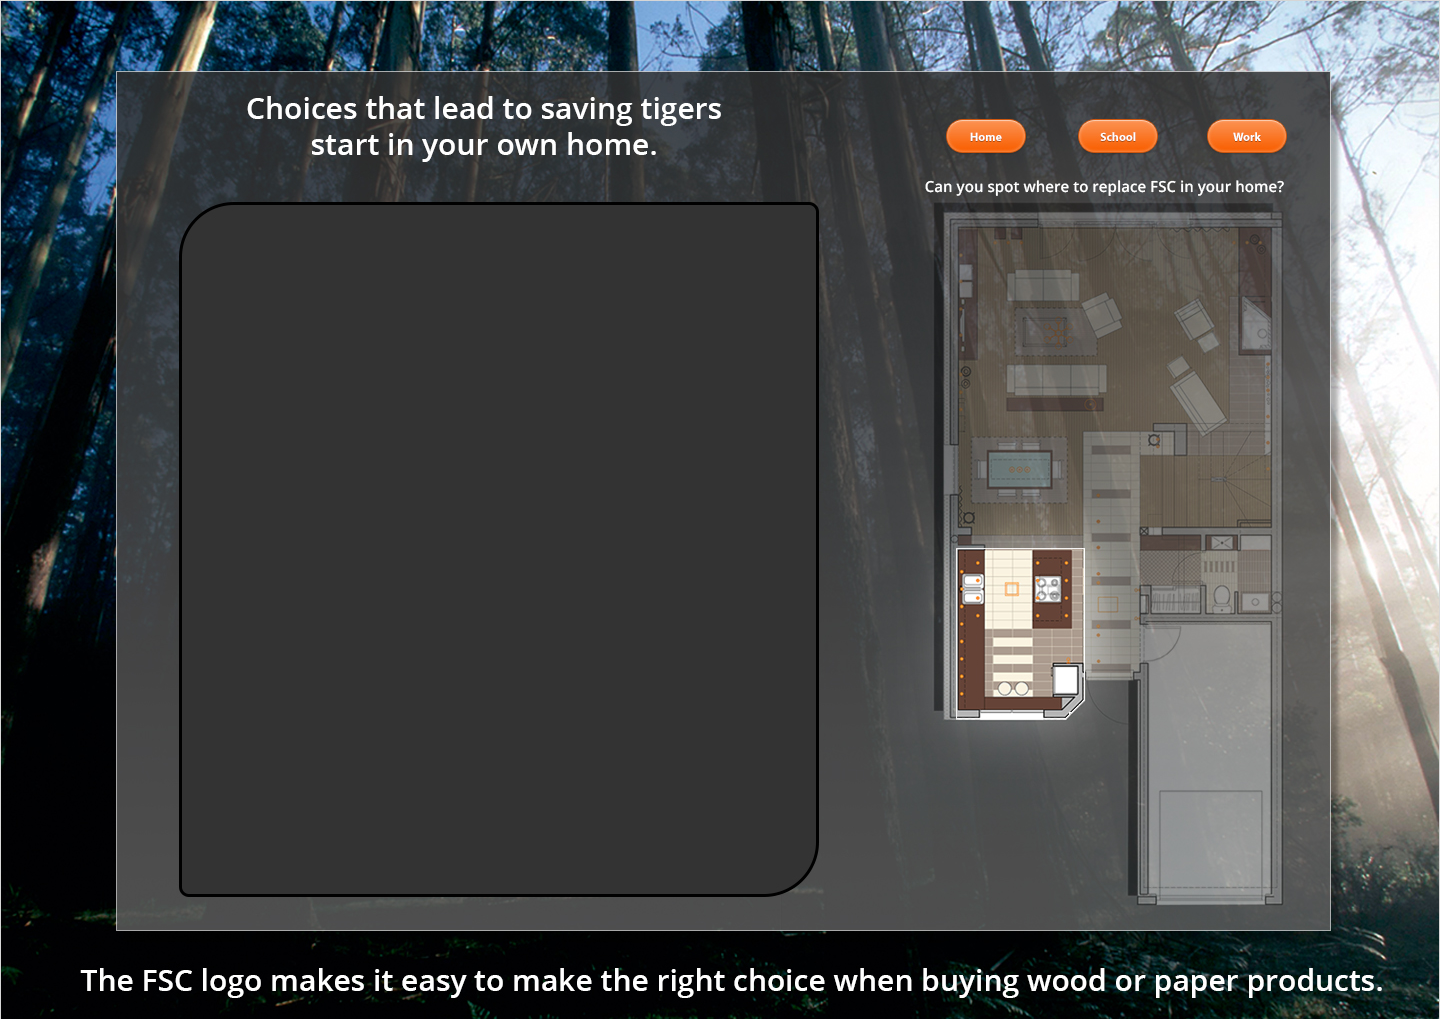 Choices that lead to saving tigers
start in your own home.
Home
School
Work
Can you spot where to replace FSC in your home?
The FSC logo makes it easy to make the right choice when buying wood or paper products.